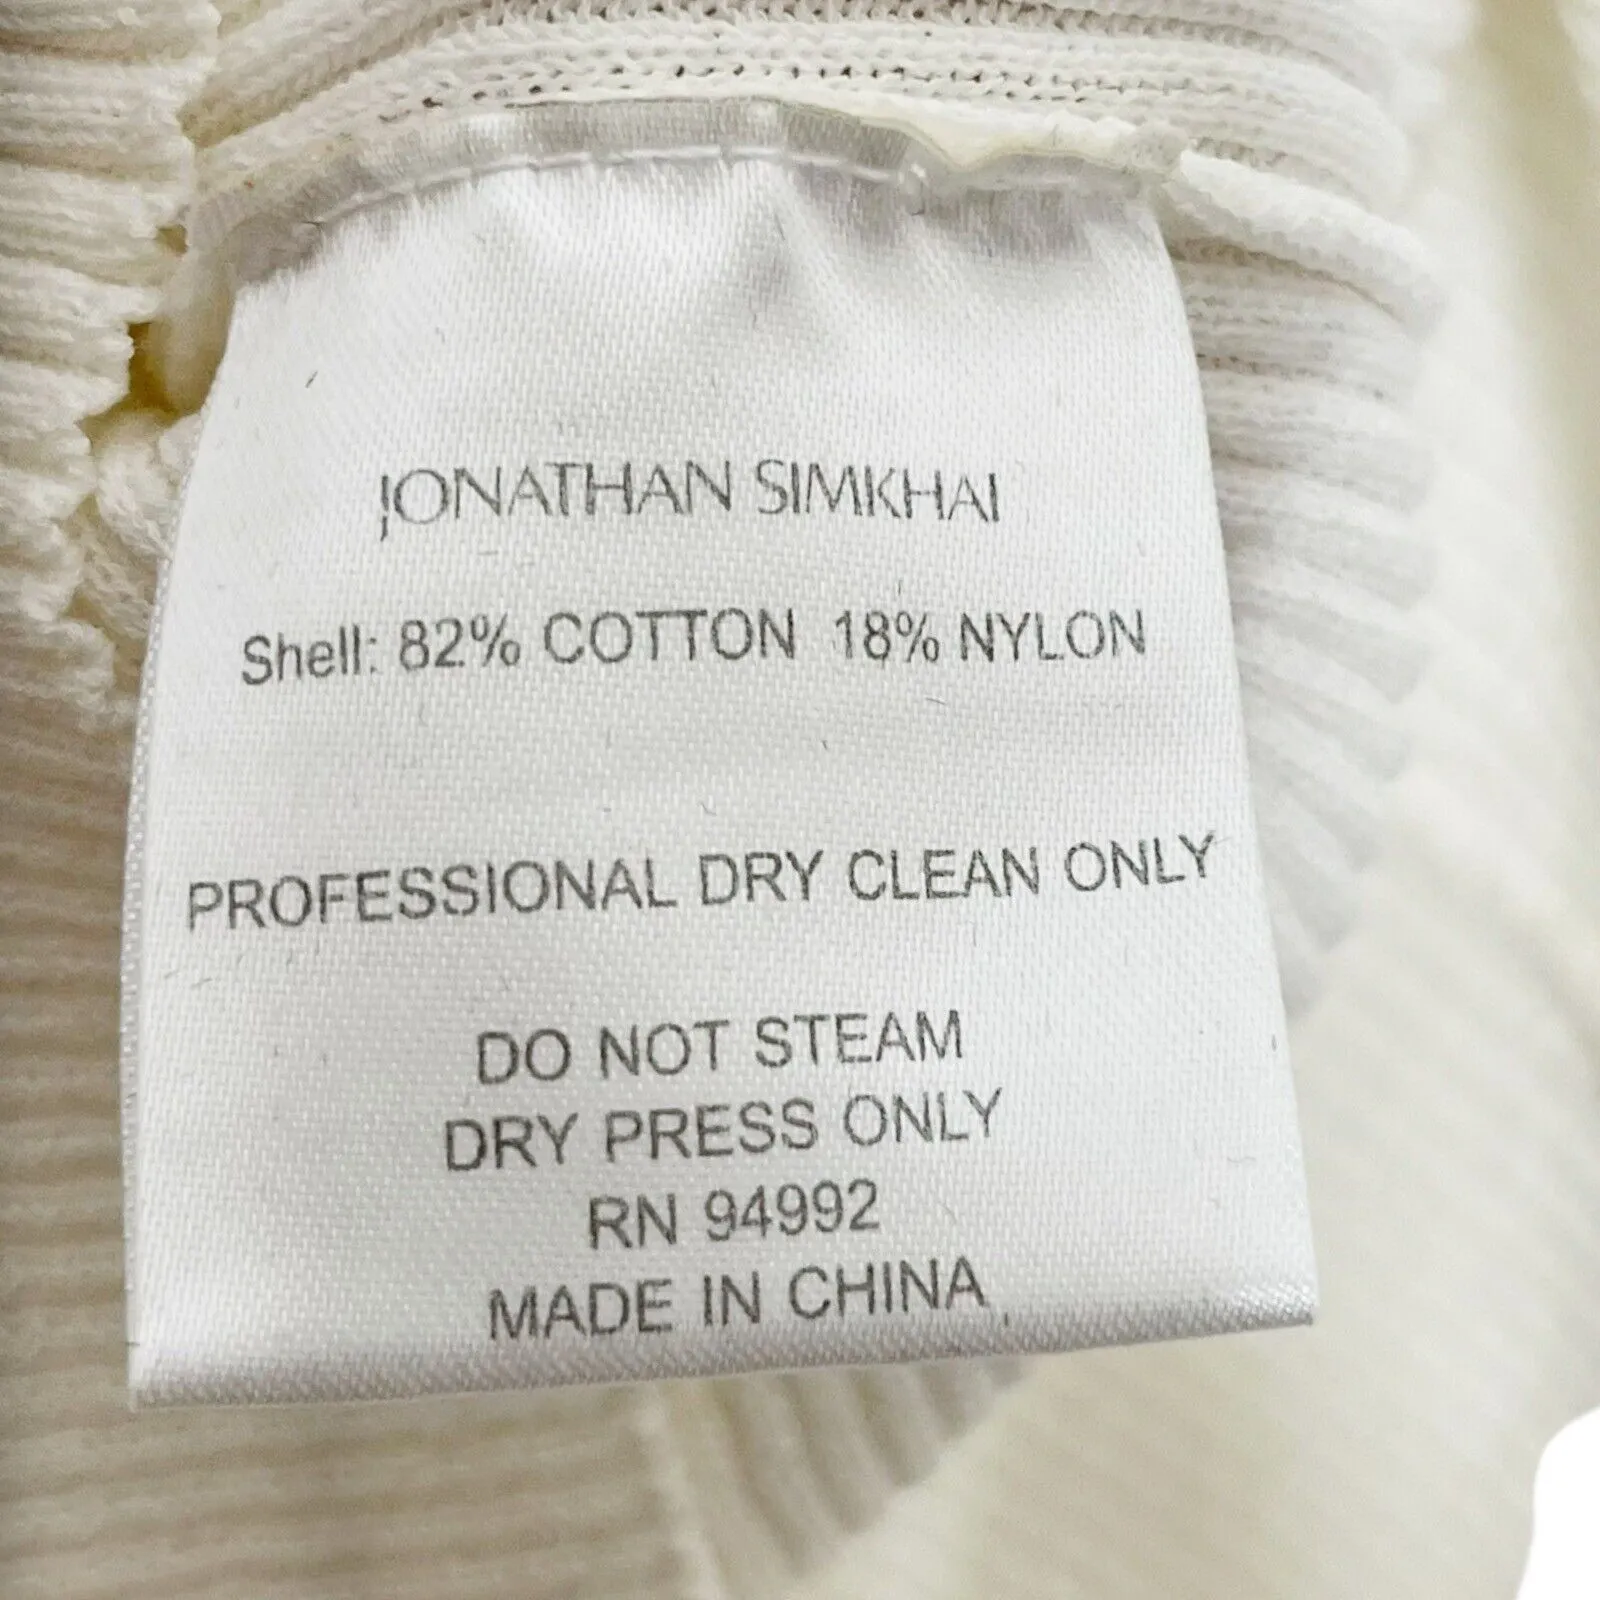 JONATHAN SIMKHAI
Shell: 82% COTTON 18% NYLON
PROFESSIONAL DRY CLEAN ONLY
DO NOT STEAM
DRY PRESS ONLY
RN 94992
MADE IN CHINA